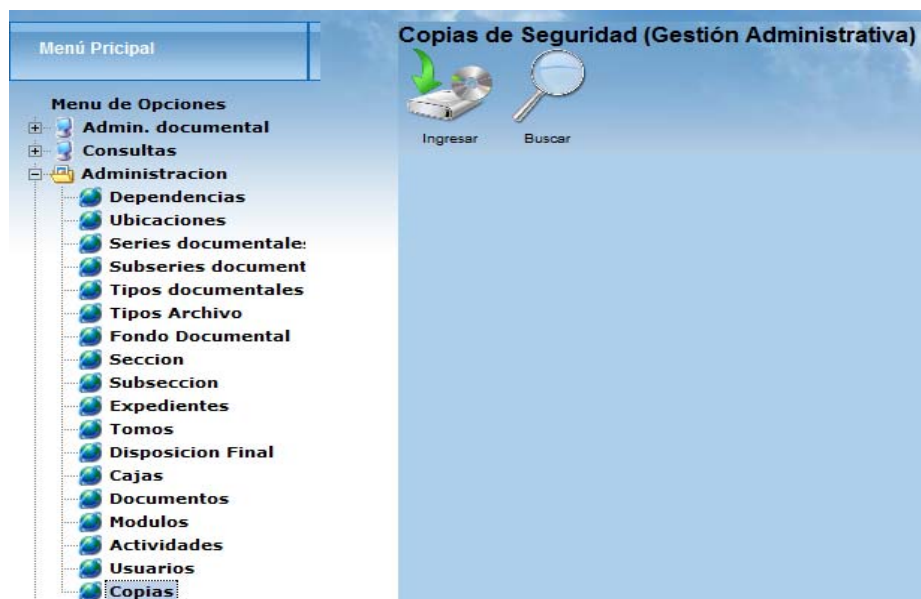 Menú Pricipal
Menu de Opciones
Admin. documental
Consultas
Administracion
Dependencias
Ubicaciones
Series documentale
Subseries document
Tipos documentales
Tipos Archivo
Fondo Documental
Seccion
Subseccion
Expedientes
Tomos
Disposicion Final
Cajas
Documentos
Modulos
Actividades
Usuarios
Copias
Copias de Seguridad (Gestión Administrativa)
Ingresar
Buscar